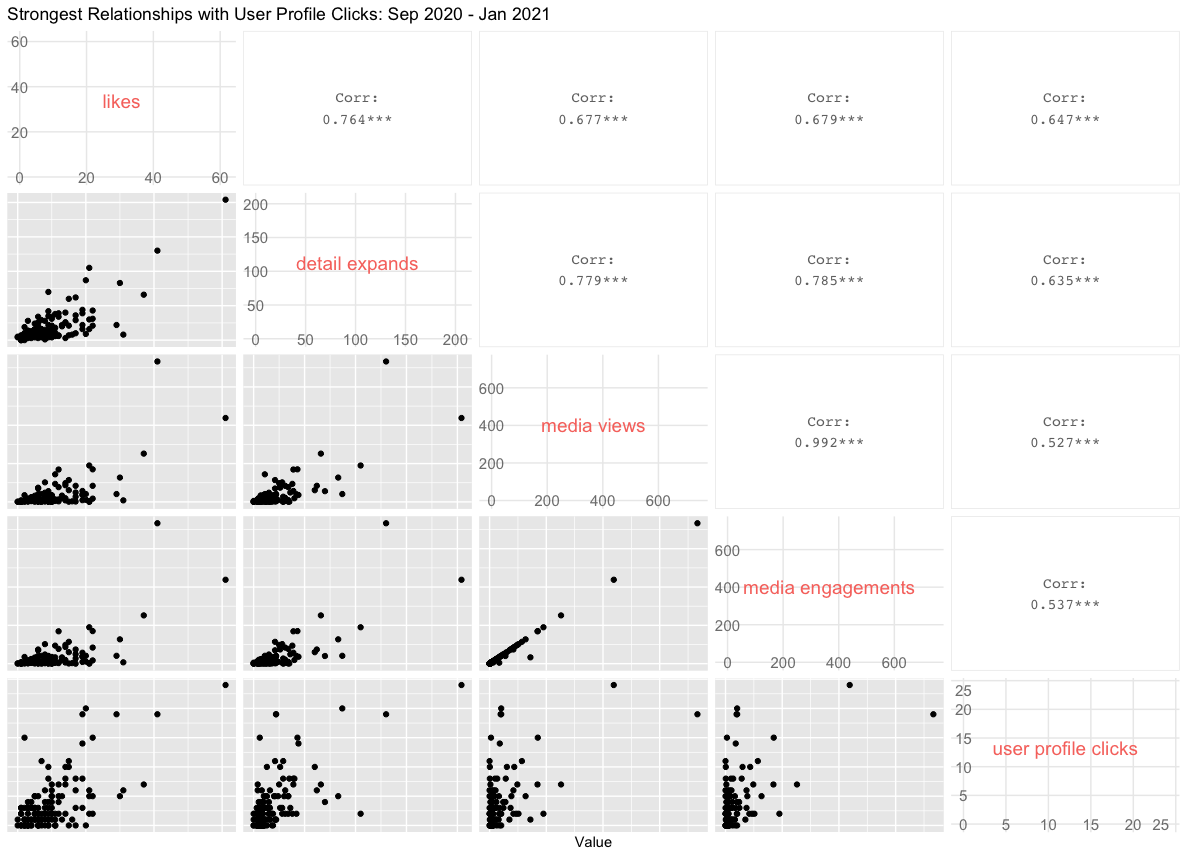 Strongest Relationships with User Profile Clicks: Sep 2020 - Jan 2021
60
40
20
0 20 40 60
likes
Corr:
0.764***
Corr:
0.677***
Corr:
0.679***
Corr:
0.647***
200
150
100
50
0 50 100 150 200
detail expands
Corr:
0.779***
Corr:
0.785***
Corr:
0.635***
600
400
200
0 200 400 600
media views
Corr:
0.992***
Corr:
0.527***
600
400
200
0 200 400 600
media engagements
Corr:
0.537***
25
20
15
10
5
0 5 10 15 20 25
user profile clicks
Value